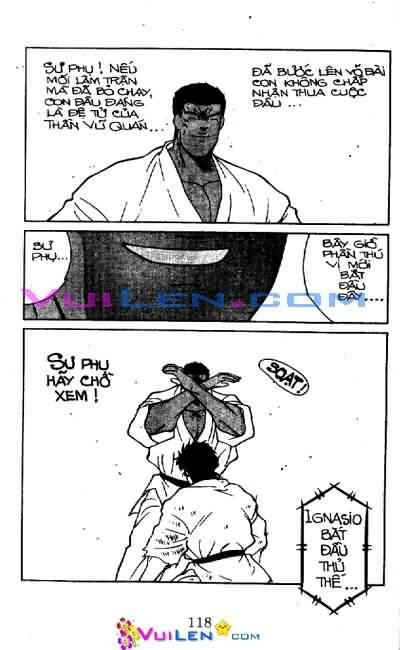 SƯ PHỤ! NẾU
MỚI LÂM TRẬN
MÀ ĐÃ BỎ CHẠY,
CON ĐÂU ĐÁNG
LÀ ĐỆ TỬ CỦA
THẦN VŨ QUÁN...
ĐÃ BƯỚC LÊN VÕ ĐÀI
CON KHÔNG CHẤP
NHẬN THUA CUỘC
ĐÂU...
SƯ
PHỤ...
BÂY GIỜ
PHẦN THÚ
VỊ MỚI
BẮT
ĐẦU
ĐÂY....
VUILEN.COM
SƯ PHỤ
HÃY CHỜ
XEM!
SOẠT!
IGNASIO
BẮT
ĐẦU
THỦ
THẾ...
118
VUILEN.COM